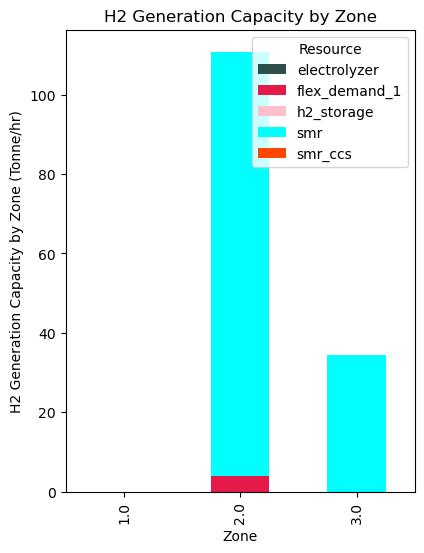 H2 Generation Capacity by Zone
Resource
electrolyzer
flex_demand_1
h2_storage
smr
smr_ccs
H2 Generation Capacity by Zone (Tonne/hr)
100
80
60
40
20
0
1.0
2.0
3.0
Zone